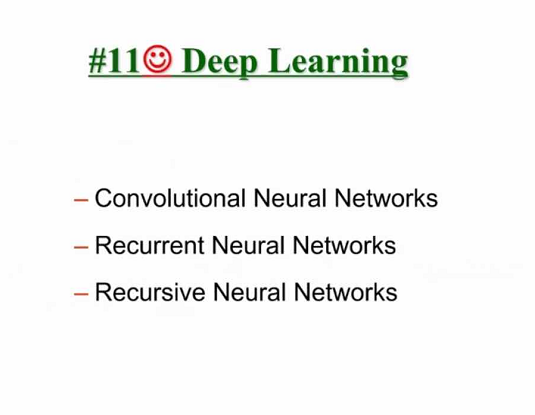 #11☺ Deep Learning
– Convolutional Neural Networks
– Recurrent Neural Networks
– Recursive Neural Networks